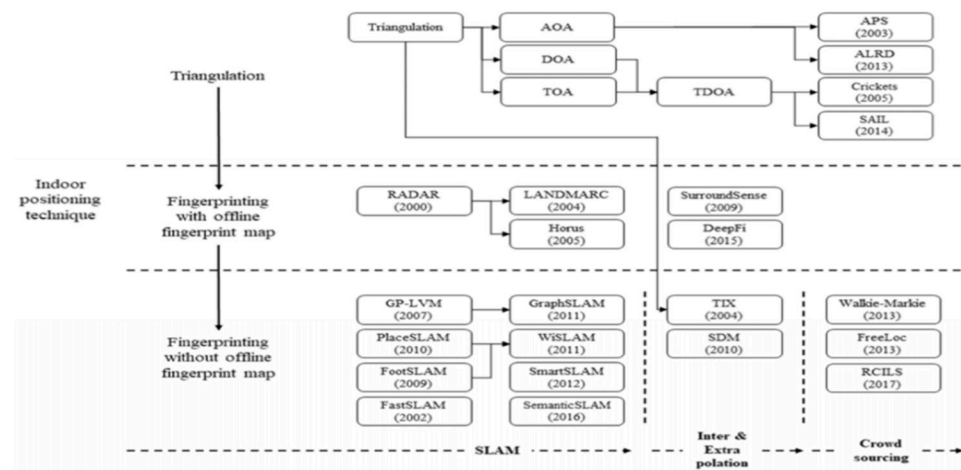 Triangulation
AOA
APS
(2003)
DOA
ALRD
(2013)
Triangulation
TOA
TDOA
Crickets
(2005)
SAIL
(2014)
Indoor
positioning
technique
Fingerprinting
with offline
fingerprint map
RADAR
(2000)
LANDMARC
(2004)
SurroundSense
(2009)
Horus
(2005)
DeepFi
(2015)
Fingerprinting
without offline
fingerprint map
GP-LVM
(2007)
GraphSLAM
(2011)
TIX
(2004)
Walkie-Markie
(2013)
PlaceSLAM
(2010)
WiSLAM
(2011)
SDM
(2010)
FreeLoc
(2013)
FootSLAM
(2009)
SmartSLAM
(2012)
RCILS
(2017)
FastSLAM
(2002)
SemanticSLAM
(2016)
SLAM
Inter &
Extra
polation
Crowd
sourcing